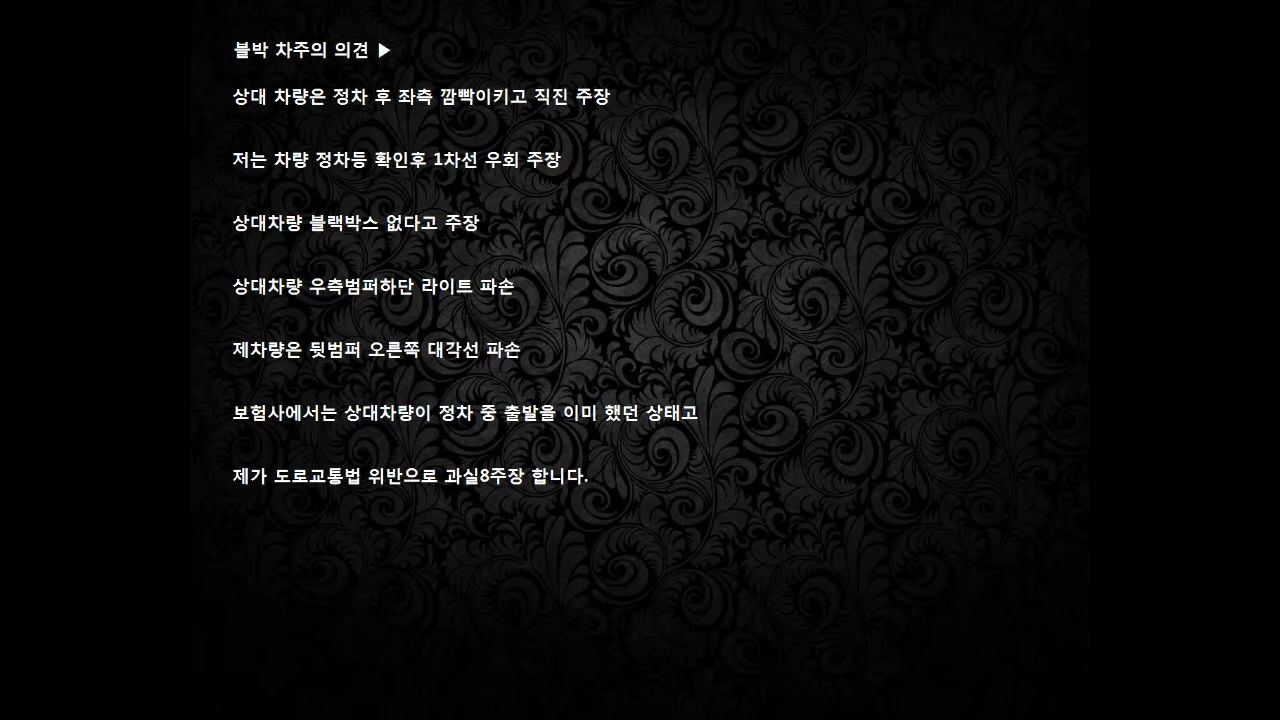 블박 차주의 의견 ▶
상대 차량은 정차 후 좌측 깜빡이키고 직진 주장
저는 차량 정차등 확인후 1차선 우회 주장
상대차량 블랙박스 없다고 주장
상대차량 우측범퍼하단 라이트 파손
제차량은 뒷범퍼 오른쪽 대각선 파손
보험사에서는 상대차량이 정차 중 출발을 이미 했던 상태고
제가 도로교통법 위반으로 과실8주장 합니다.